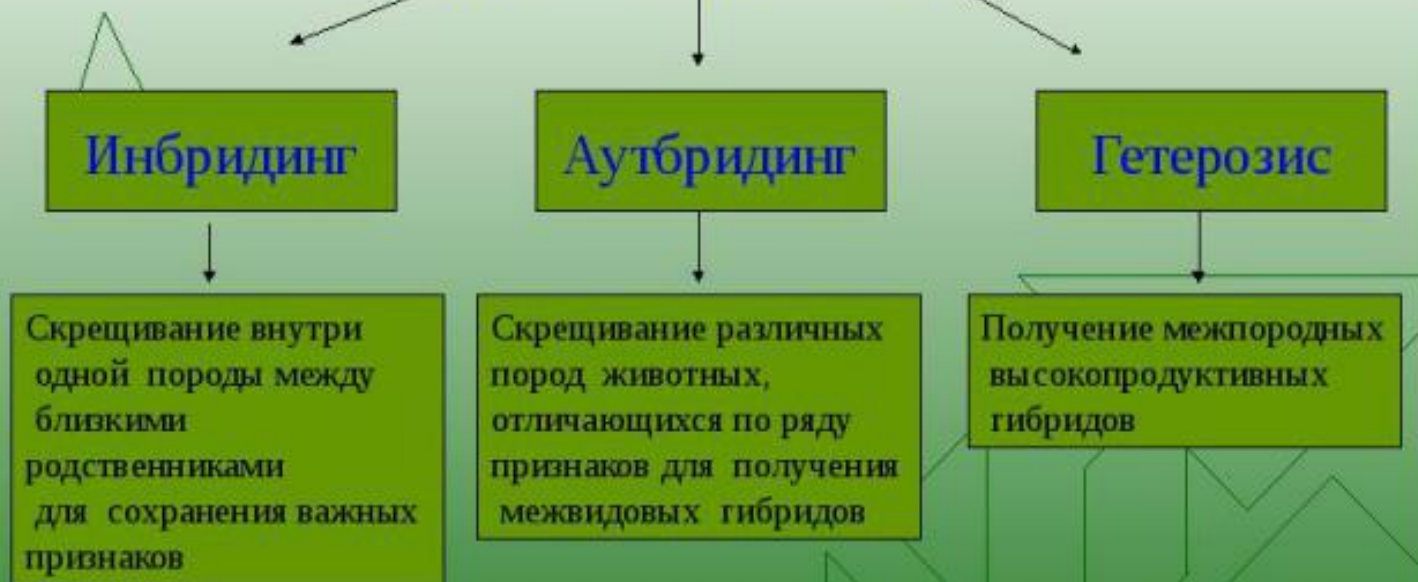 Инбридинг
Аутбридинг
Гетерозис
Скрещивание внутри
одной породы между
близкими
родственниками
для сохранения важных
признаков
Скрещивание различных
пород животных,
отличающихся по ряду
признаков для получения
межвидовых гибридов
Получение межпородных
высокопродуктивных
гибридов